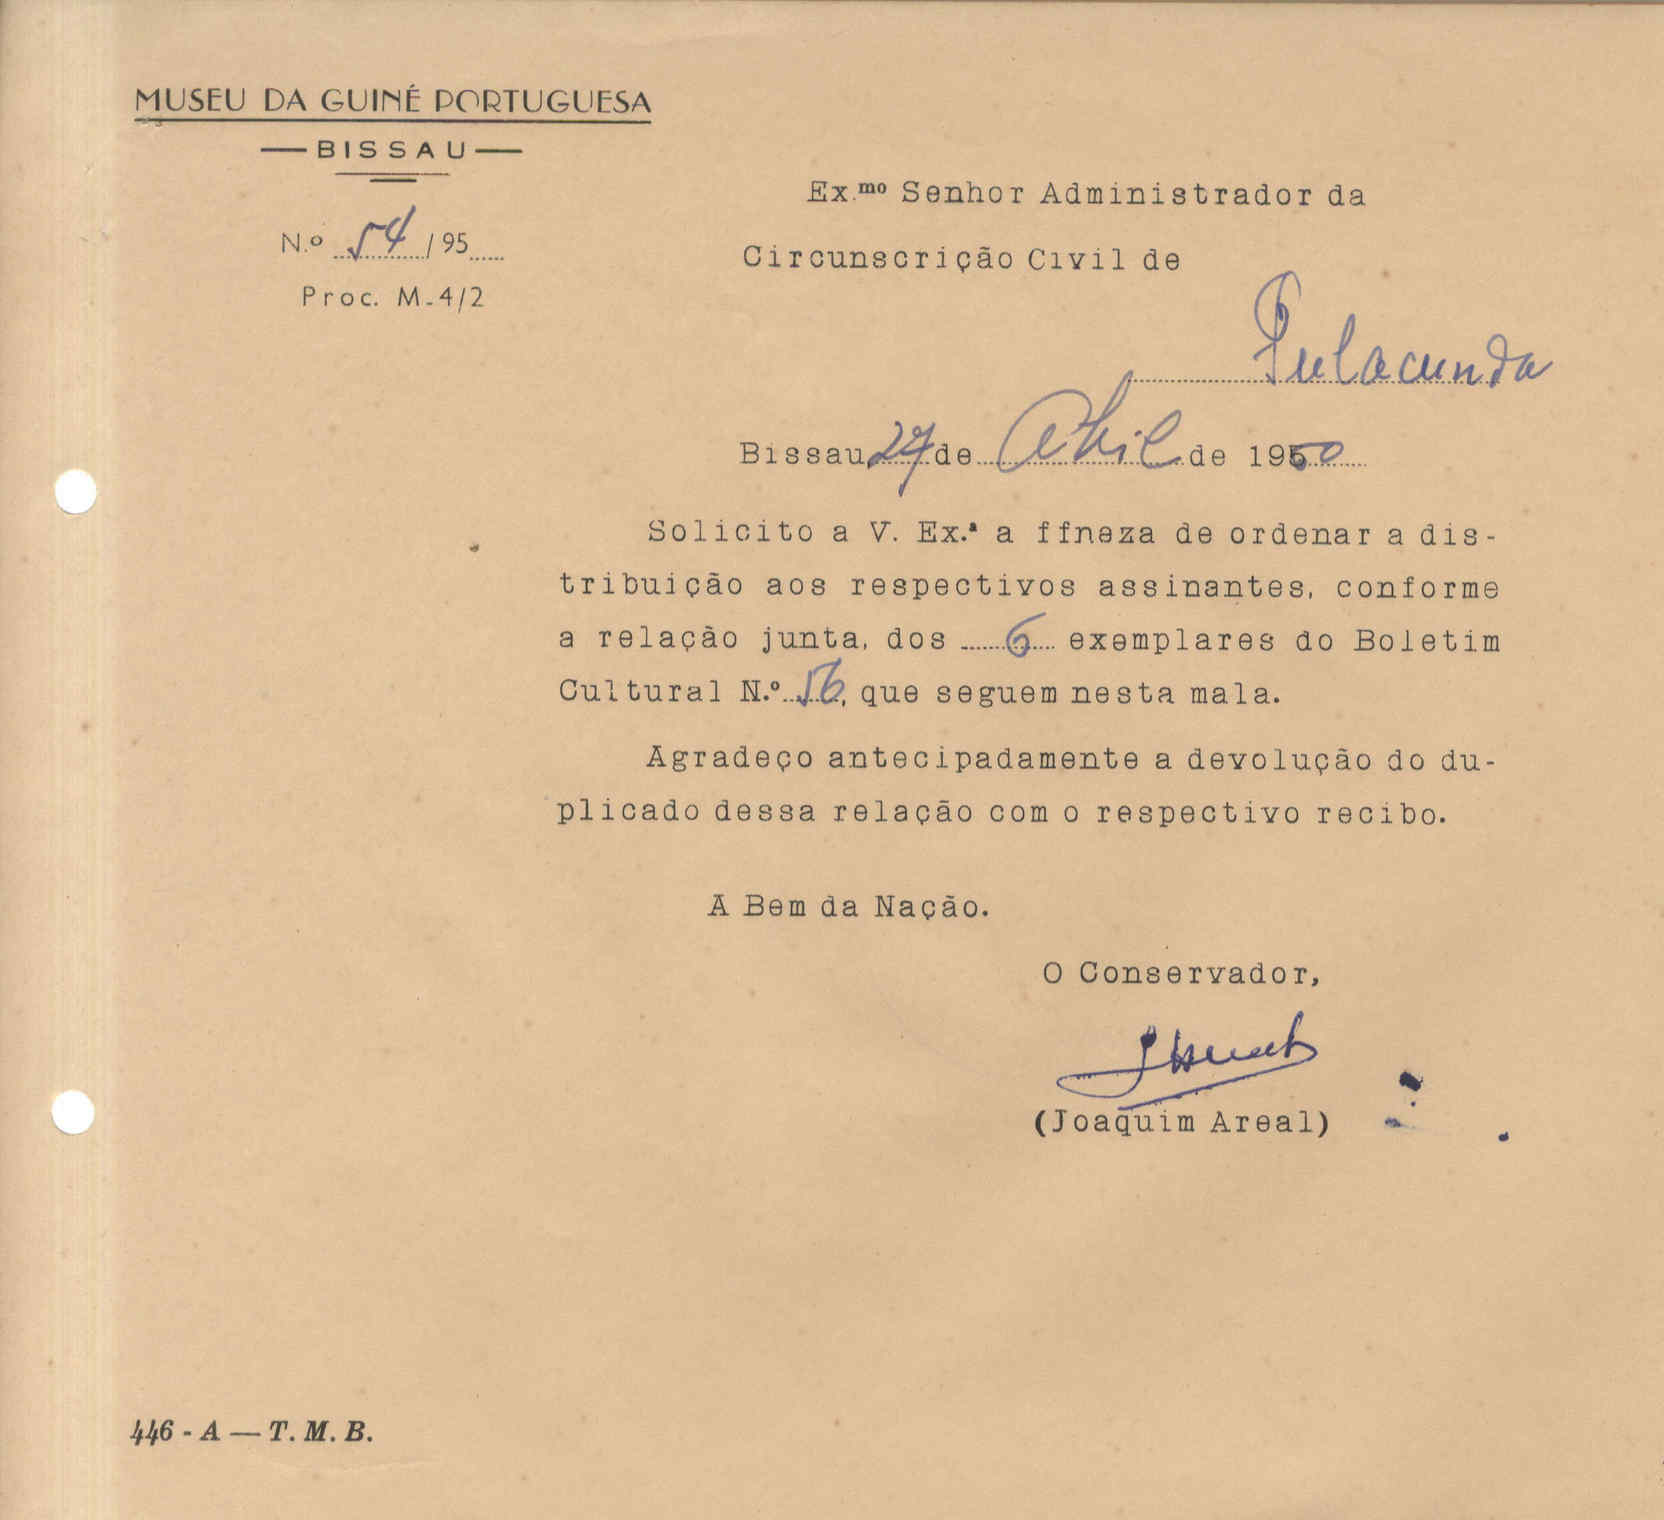 MUSEU DA GUINÉ PORTUGUESA
— BISSAU —
N.º 54 / 95
Proc. M-4/2
Ex.mo Senhor Administrador da
Circunscrição Civil de
Fulacunda
Bissau 27 de Abril de 1960
Solicito a V. Ex.ª a ffneza de ordenar a dis-
tribuição aos respectivos assinantes, conforme
a relação junta, dos 6 exemplares do Boletim
Cultural N.º 56, que seguem nesta mala.
Agradeço antecipadamente a devolução do du-
plicado dessa relação com o respectivo recibo.
A Bem da Nação.
O Conservador,
(Joaquim Areal)
446 - A — T. M. B.